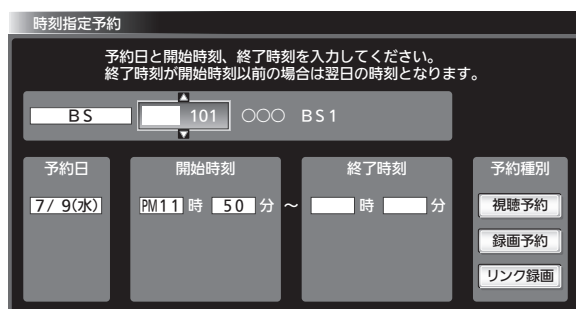 時刻指定予約
予約日と開始時刻、終了時刻を入力してください。
終了時刻が開始時刻以前の場合は翌日の時刻となります。
BS 101 ○○○ BS1
予約日 開始時刻 終了時刻 予約種別
7/ 9(水) PM11 時 50 分 ～ 時 分 視聴予約
録画予約
リンク録画